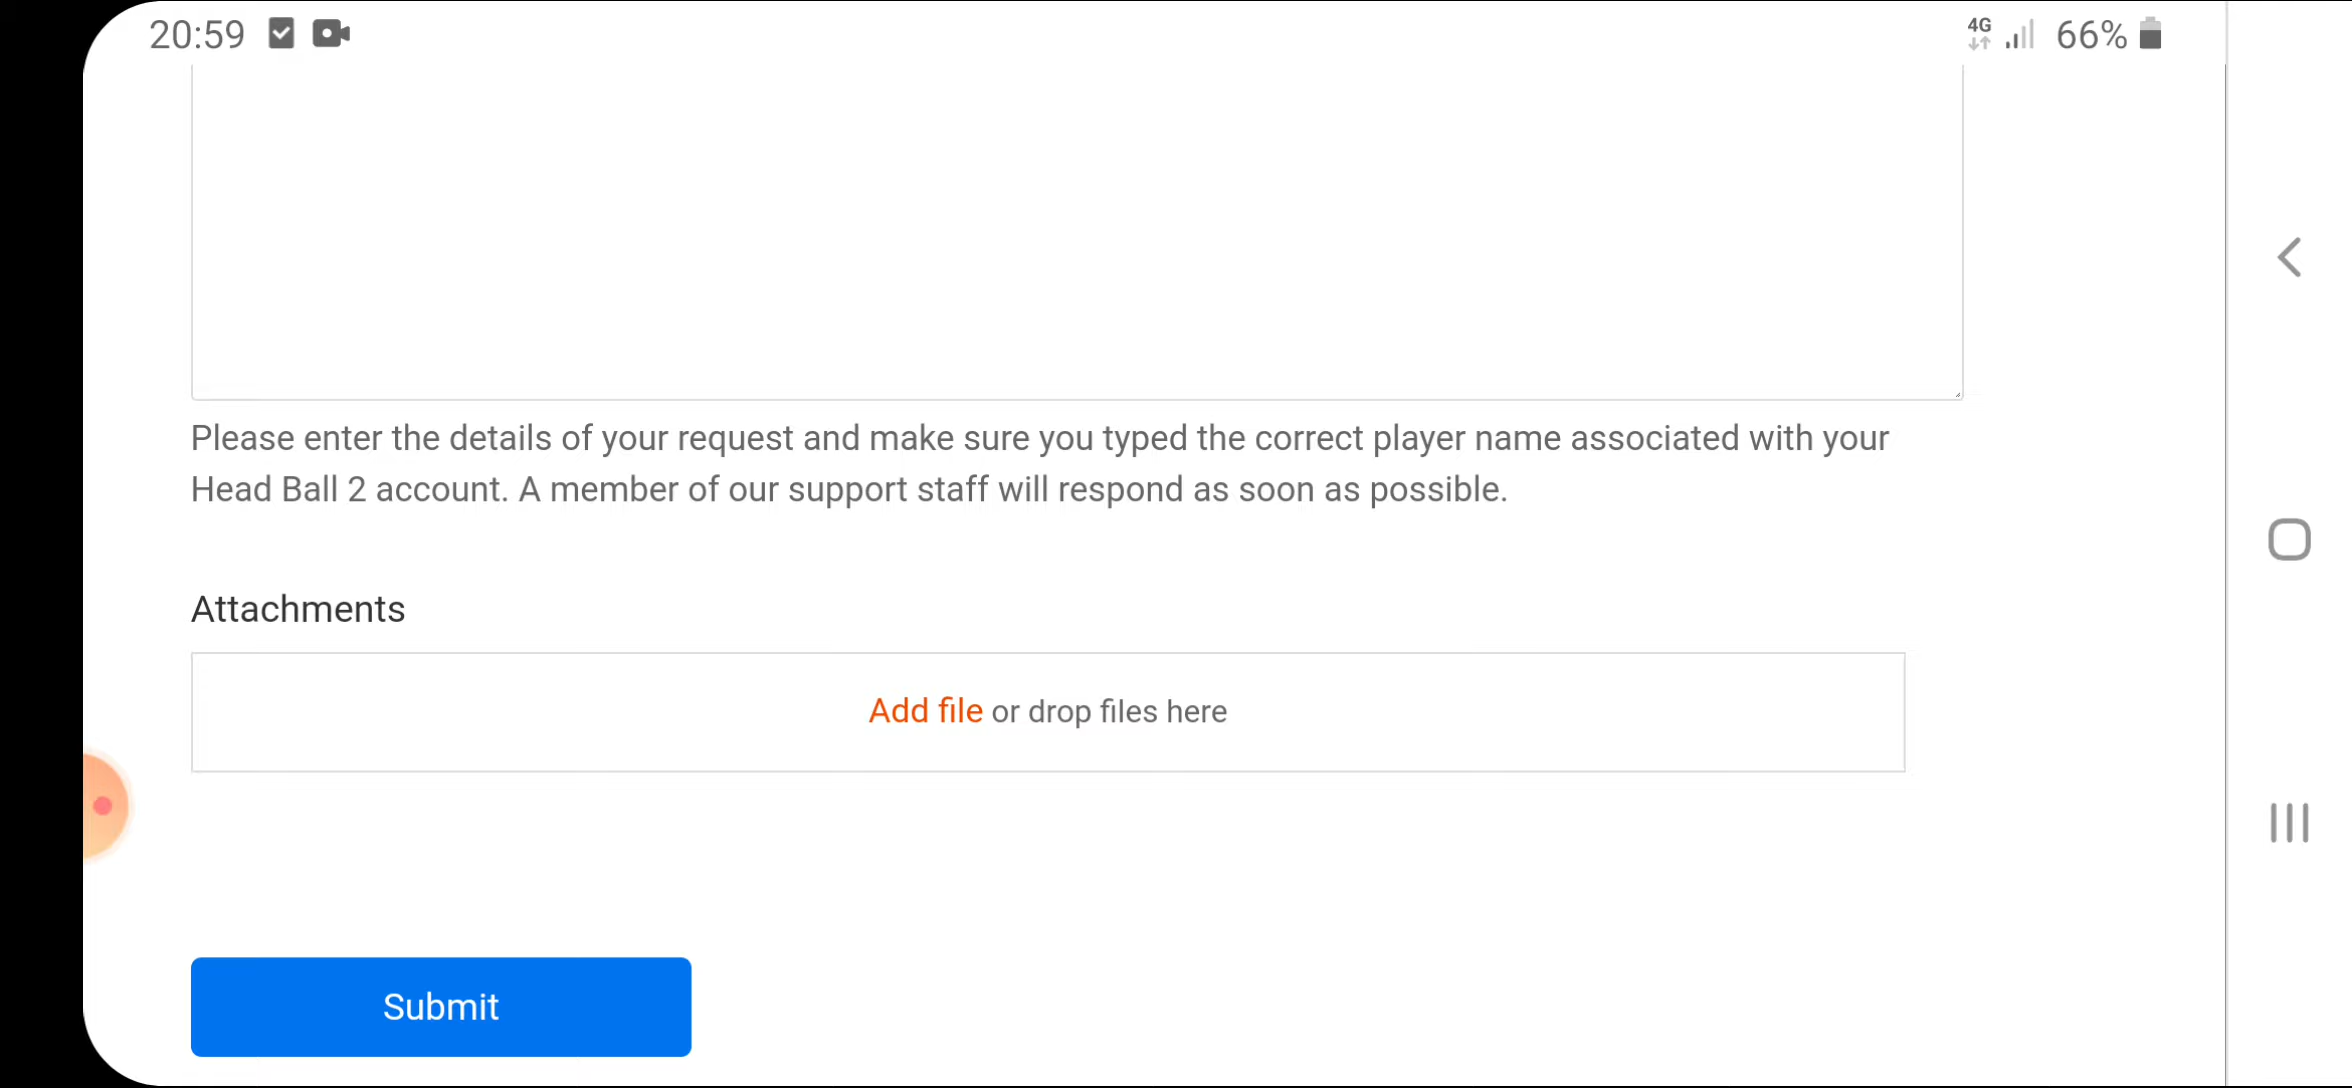 20:59
4G
66%
Please enter the details of your request and make sure you typed the correct player name associated with your
Head Ball 2 account. A member of our support staff will respond as soon as possible.
Attachments
Add file or drop files here
Submit